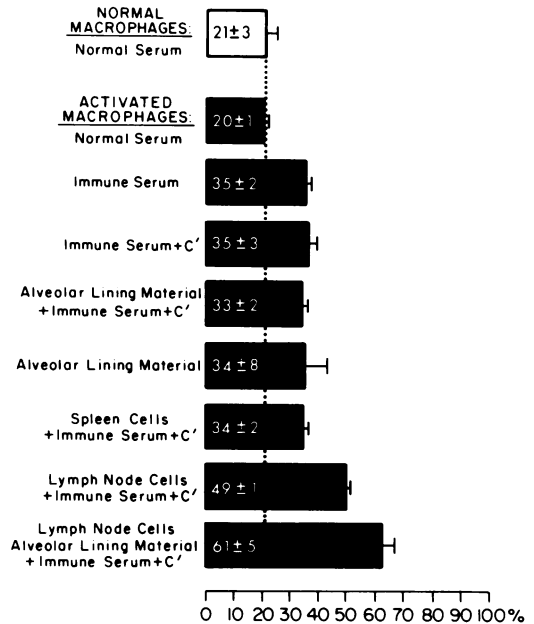 NORMAL
MACROPHAGES:
Normal Serum
21±3
ACTIVATED
MACROPHAGES:
Normal Serum
20±1
Immune Serum
35±2
Immune Serum+C′
35±3
Alveolar Lining Material
+Immune Serum+C′
33±2
Alveolar Lining Material
34±8
Spleen Cells
+Immune Serum+C′
34±2
Lymph Node Cells
+Immune Serum+C′
49±1
Lymph Node Cells
Alveolar Lining Material
+Immune Serum+C′
61±5
0 10 20 30 40 50 60 70 80 90 100%